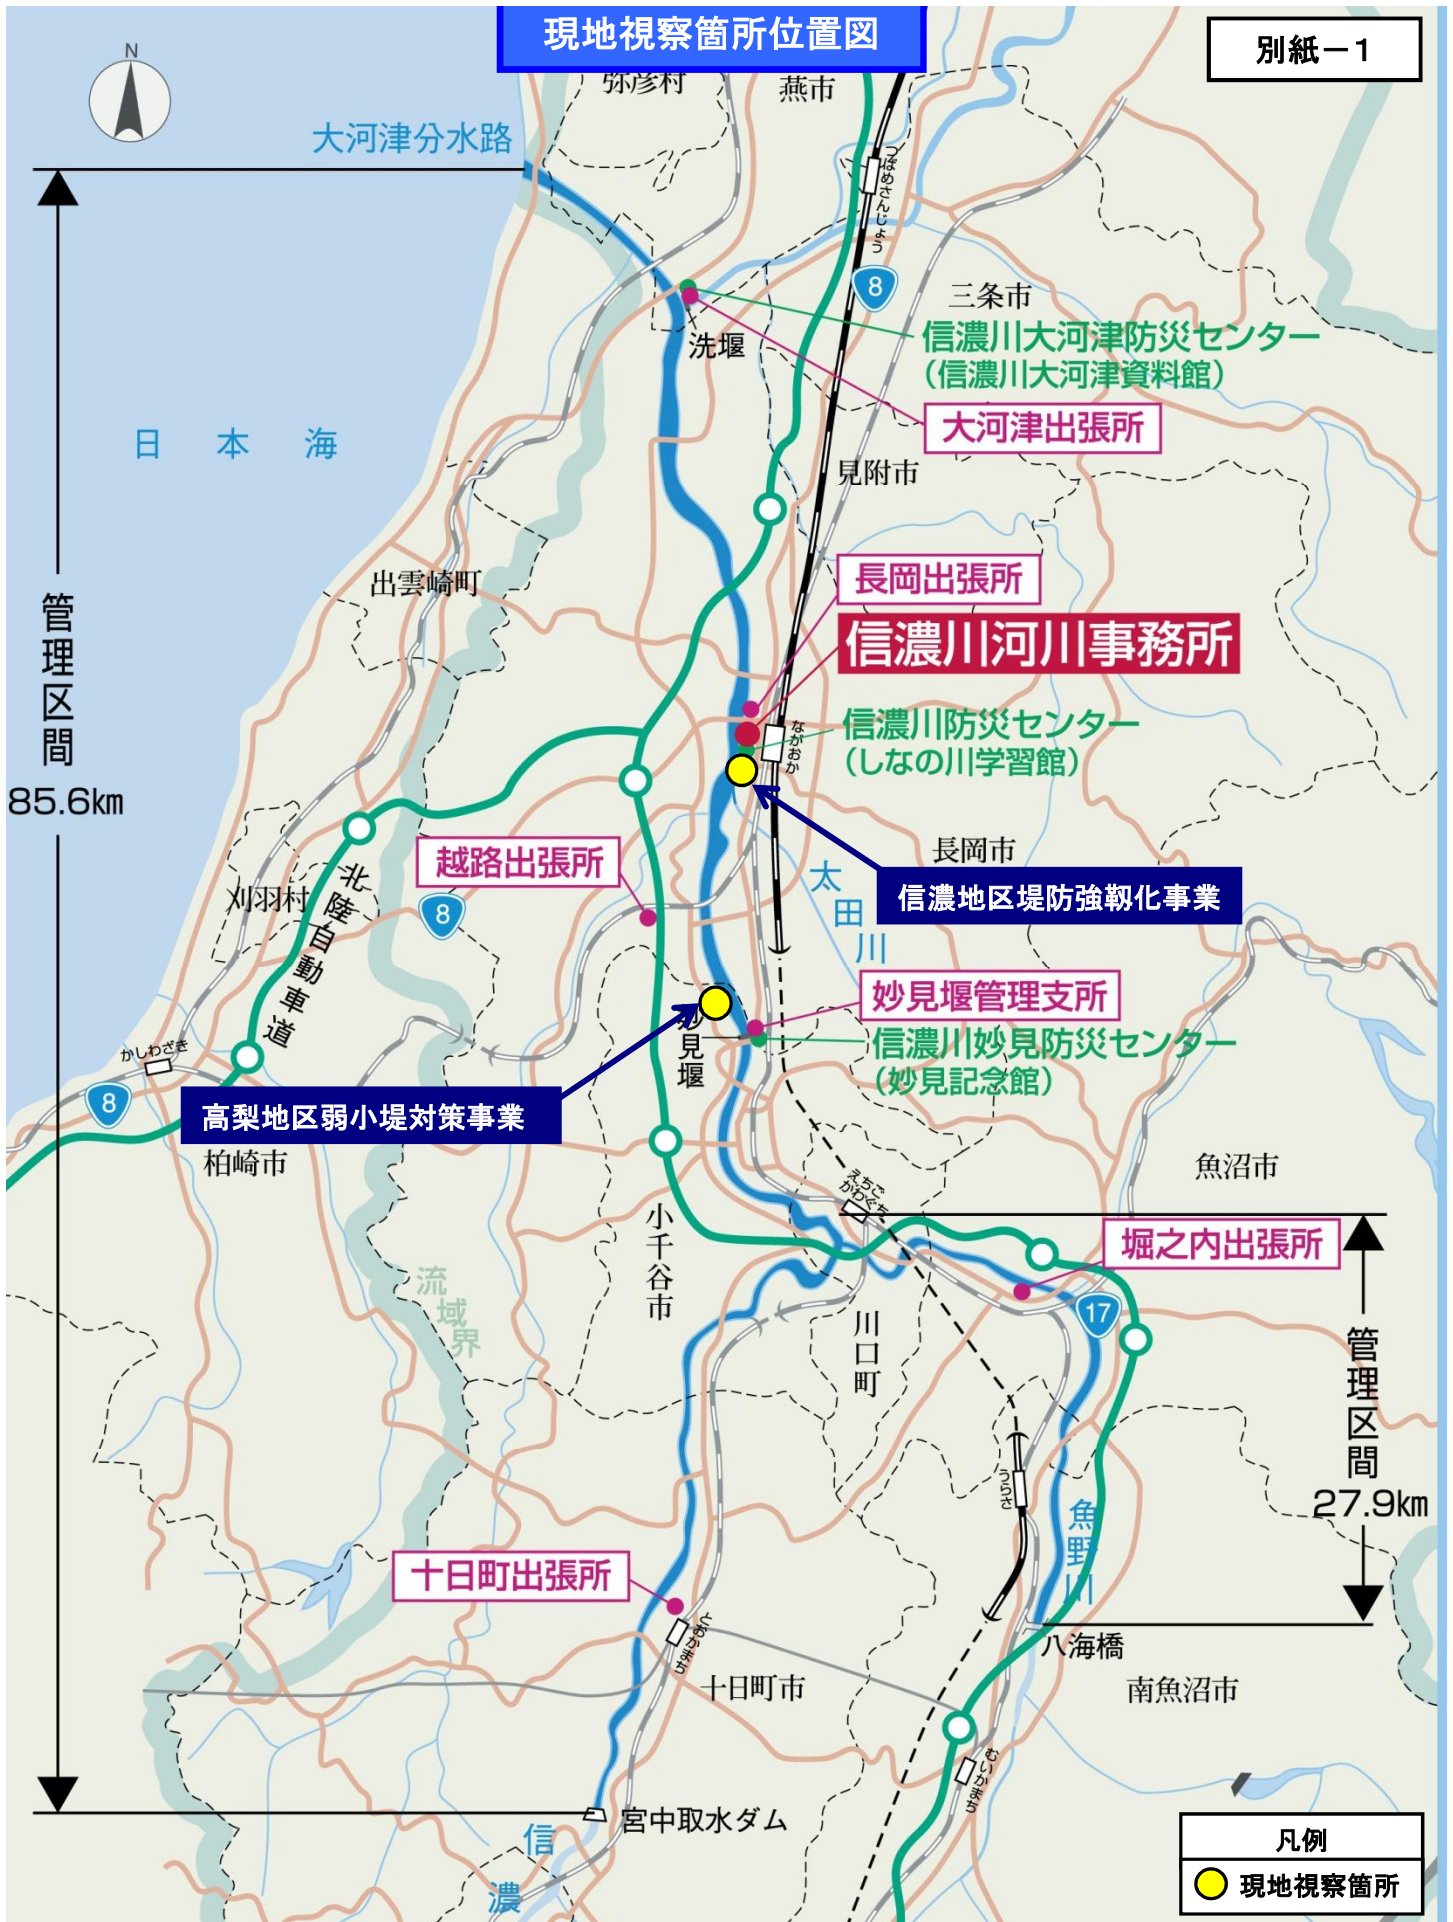 現地視察箇所位置図
別紙－1
N
弥彦村
燕市
大河津分水路
つばめさんじょう
8
三条市
信濃川大河津防災センター
(信濃川大河津資料館)
洗堰
大河津出張所
日本海
見附市
長岡出張所
出雲崎町
管理区間
85.6km
信濃川河川事務所
信濃川防災センター
(しなの川学習館)
ながおか
越路出張所
長岡市
太田川
信濃地区堤防強靱化事業
刈羽村
北陸自動車道
8
妙見堰管理支所
妙見堰
信濃川妙見防災センター
(妙見記念館)
かしわざき
8
高梨地区弱小堤対策事業
柏崎市
魚沼市
えちご
かわぐち
小千谷市
堀之内出張所
流域界
17
川口町
管理区間
27.9km
うらさ
魚野川
十日町出張所
とおかまち
八海橋
十日町市
南魚沼市
むいかまち
宮中取水ダム
信濃
凡例
現地視察箇所